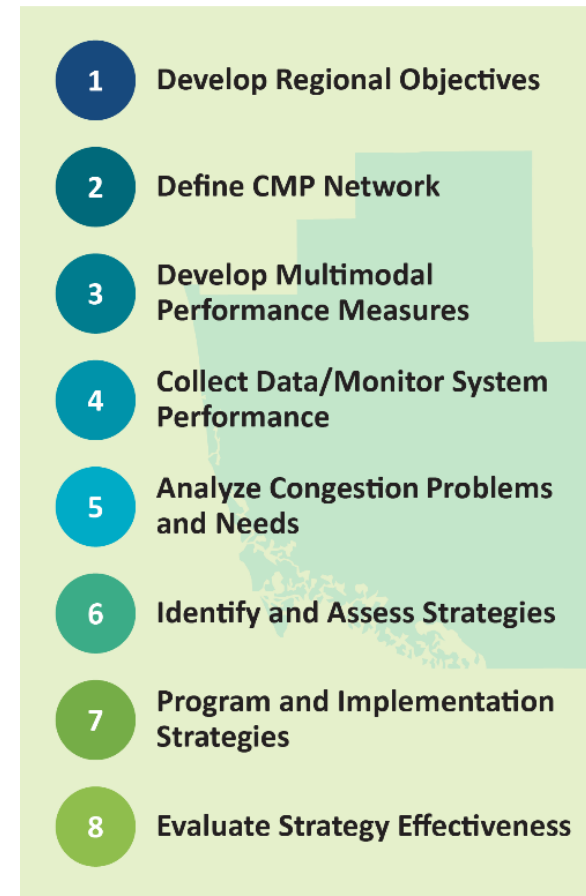 1 Develop Regional Objectives
2 Define CMP Network
3 Develop Multimodal
Performance Measures
4 Collect Data/Monitor System
Performance
5 Analyze Congestion Problems
and Needs
6 Identify and Assess Strategies
7 Program and Implementation
Strategies
8 Evaluate Strategy Effectiveness